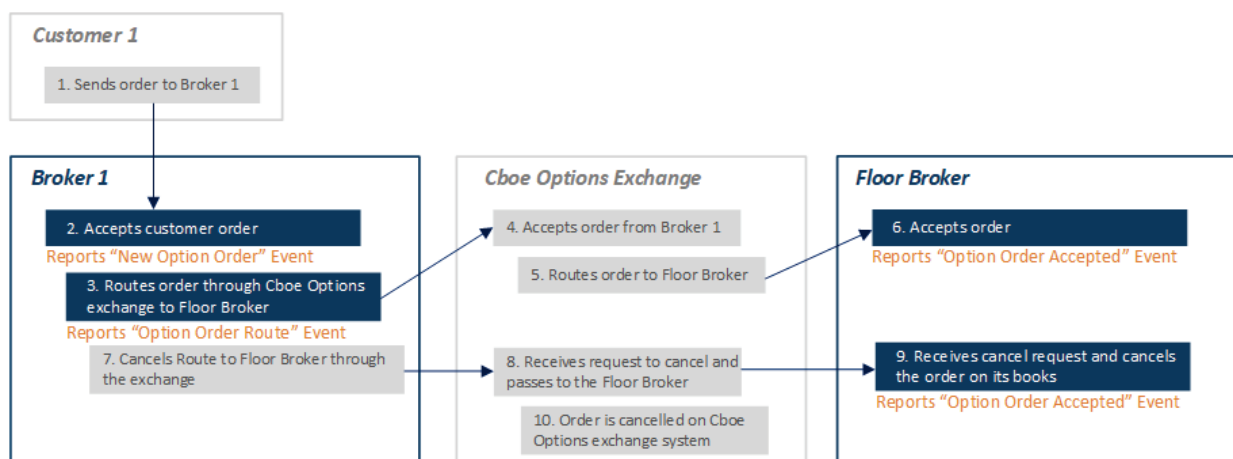 Customer 1
1. Sends order to Broker 1
Broker 1
2. Accepts customer order
Reports “New Option Order” Event
3. Routes order through Cboe Options
exchange to Floor Broker
Reports “Option Order Route” Event
7. Cancels Route to Floor Broker through
the exchange
Cboe Options Exchange
4. Accepts order from Broker 1
5. Routes order to Floor Broker
8. Receives request to cancel and
passes to the Floor Broker
10. Order is cancelled on Cboe
Options exchange system
Floor Broker
6. Accepts order
Reports “Option Order Accepted” Event
9. Receives cancel request and cancels
the order on its books
Reports “Option Order Accepted” Event